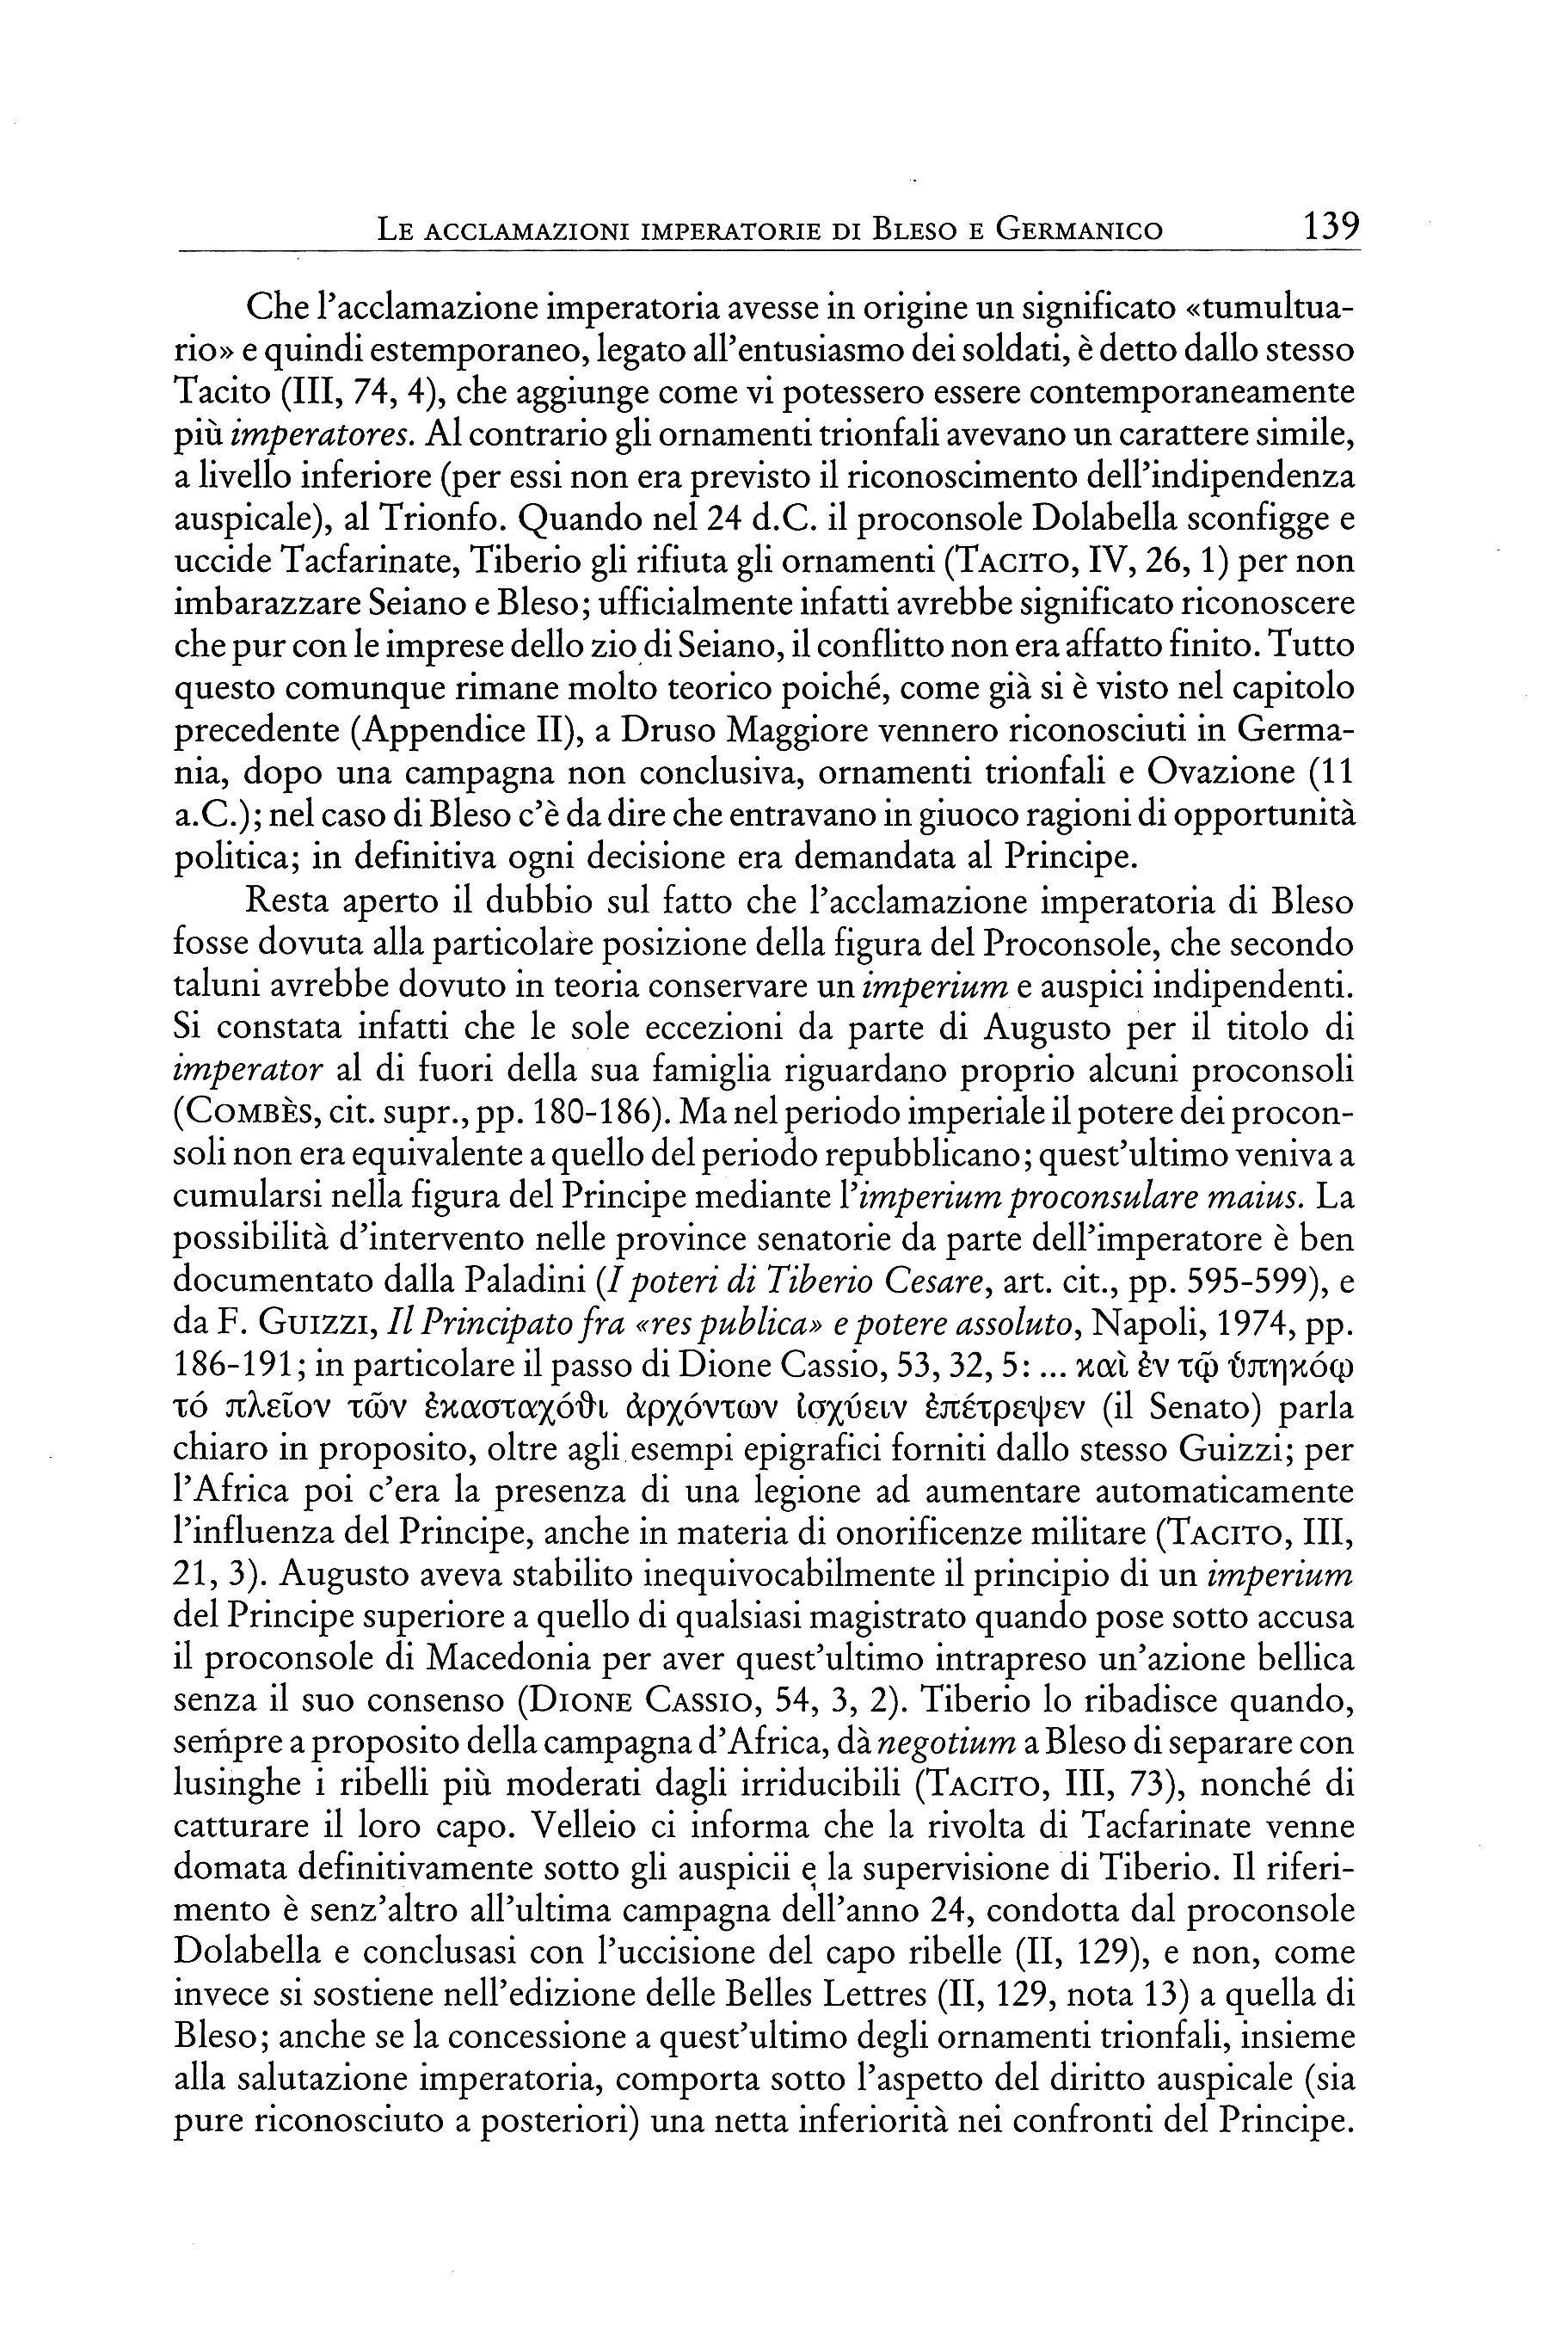 LE ACCLAMAZIONI IMPERATORIE DI BLESO E GERMANICO 139
Che l'acclamazione imperatoria avesse in origine un significato «tumultua-
rio» e quindi estemporaneo, legato all'entusiasmo dei soldati, è detto dallo stesso
Tacito (III, 74, 4), che aggiunge come vi potessero essere contemporaneamente
più imperatores. Al contrario gli ornamenti trionfali avevano un carattere simile,
a livello inferiore (per essi non era previsto il riconoscimento dell'indipendenza
auspicale), al Trionfo. Quando nel 24 d.C. il proconsole Dolabella sconfigge e
uccide Tacfarinate, Tiberio gli rifiuta gli ornamenti (TACITO, IV, 26, 1) per non
imbarazzare Seiano e Bleso; ufficialmente infatti avrebbe significato riconoscere
che pur con le imprese dello zio di Seiano, il conflitto non era affatto finito. Tutto
questo comunque rimane molto teorico poiché, come già si è visto nel capitolo
precedente (Appendice II), a Druso Maggiore vennero riconosciuti in Germa-
nia, dopo una campagna non conclusiva, ornamenti trionfali e Ovazione (11
a.C.); nel caso di Bleso c'è da dire che entravano in giuoco ragioni di opportunità
politica; in definitiva ogni decisione era demandata al Principe.
Resta aperto il dubbio sul fatto che l'acclamazione imperatoria di Bleso
fosse dovuta alla particolare posizione della figura del Proconsole, che secondo
taluni avrebbe dovuto in teoria conservare un imperium e auspici indipendenti.
Si constata infatti che le sole eccezioni da parte di Augusto per il titolo di
imperator al di fuori della sua famiglia riguardano proprio alcuni proconsoli
(COMBÈS, cit. supr., pp. 180-186). Ma nel periodo imperiale il potere dei procon-
soli non era equivalente a quello del periodo repubblicano; quest'ultimo veniva a
cumularsi nella figura del Principe mediante l'imperium proconsulare maius. La
possibilità d'intervento nelle province senatorie da parte dell'imperatore è ben
documentato dalla Paladini (I poteri di Tiberio Cesare, art. cit., pp. 595-599), e
da F. GUIZZI, Il Principato fra «res publica» e potere assoluto, Napoli, 1974, pp.
186-191; in particolare il passo di Dione Cassio, 53, 32, 5: ... καὶ ἐν τῷ ὑπηκόῳ
τό πλεῖον τῶν ἑκασταχόθι ἀρχόντων ἰσχύειν ἐπέτρεψεν (il Senato) parla
chiaro in proposito, oltre agli esempi epigrafici forniti dallo stesso Guizzi; per
l'Africa poi c'era la presenza di una legione ad aumentare automaticamente
l'influenza del Principe, anche in materia di onorificenze militare (TACITO, III,
21, 3). Augusto aveva stabilito inequivocabilmente il principio di un imperium
del Principe superiore a quello di qualsiasi magistrato quando pose sotto accusa
il proconsole di Macedonia per aver quest'ultimo intrapreso un'azione bellica
senza il suo consenso (DIONE CASSIO, 54, 3, 2). Tiberio lo ribadisce quando,
sempre a proposito della campagna d'Africa, dà negotium a Bleso di separare con
lusinghe i ribelli più moderati dagli irriducibili (TACITO, III, 73), nonché di
catturare il loro capo. Velleio ci informa che la rivolta di Tacfarinate venne
domata definitivamente sotto gli auspicii e la supervisione di Tiberio. Il riferi-
mento è senz'altro all'ultima campagna dell'anno 24, condotta dal proconsole
Dolabella e conclusasi con l'uccisione del capo ribelle (II, 129), e non, come
invece si sostiene nell'edizione delle Belles Lettres (II, 129, nota 13) a quella di
Bleso; anche se la concessione a quest'ultimo degli ornamenti trionfali, insieme
alla salutazione imperatoria, comporta sotto l'aspetto del diritto auspicale (sia
pure riconosciuto a posteriori) una netta inferiorità nei confronti del Principe.